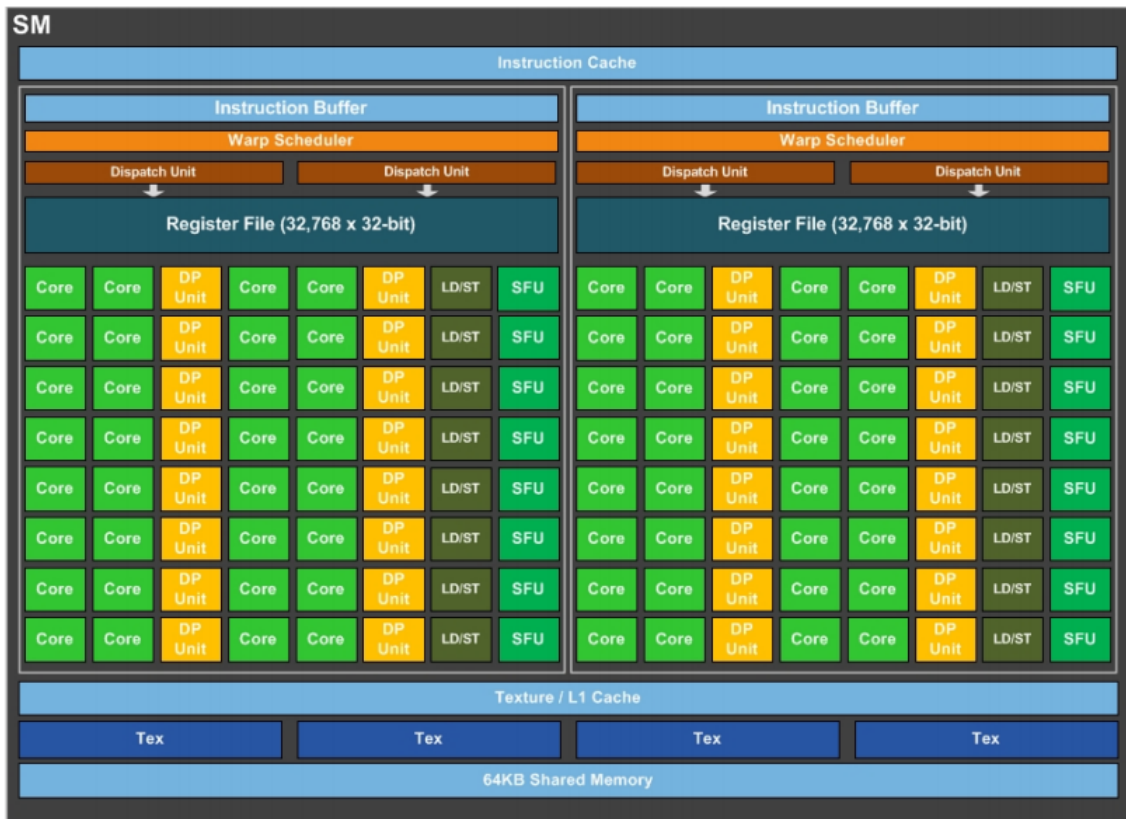 SM
Instruction Cache
Instruction Buffer Instruction Buffer
Warp Scheduler Warp Scheduler
Dispatch Unit Dispatch Unit Dispatch Unit Dispatch Unit
Register File (32,768 x 32-bit) Register File (32,768 x 32-bit)
Core Core DP Unit Core Core DP Unit LD/ST SFU Core Core DP Unit Core Core DP Unit LD/ST SFU
Core Core DP Unit Core Core DP Unit LD/ST SFU Core Core DP Unit Core Core DP Unit LD/ST SFU
Core Core DP Unit Core Core DP Unit LD/ST SFU Core Core DP Unit Core Core DP Unit LD/ST SFU
Core Core DP Unit Core Core DP Unit LD/ST SFU Core Core DP Unit Core Core DP Unit LD/ST SFU
Core Core DP Unit Core Core DP Unit LD/ST SFU Core Core DP Unit Core Core DP Unit LD/ST SFU
Core Core DP Unit Core Core DP Unit LD/ST SFU Core Core DP Unit Core Core DP Unit LD/ST SFU
Core Core DP Unit Core Core DP Unit LD/ST SFU Core Core DP Unit Core Core DP Unit LD/ST SFU
Core Core DP Unit Core Core DP Unit LD/ST SFU Core Core DP Unit Core Core DP Unit LD/ST SFU
Texture / L1 Cache
Tex Tex Tex Tex
64KB Shared Memory